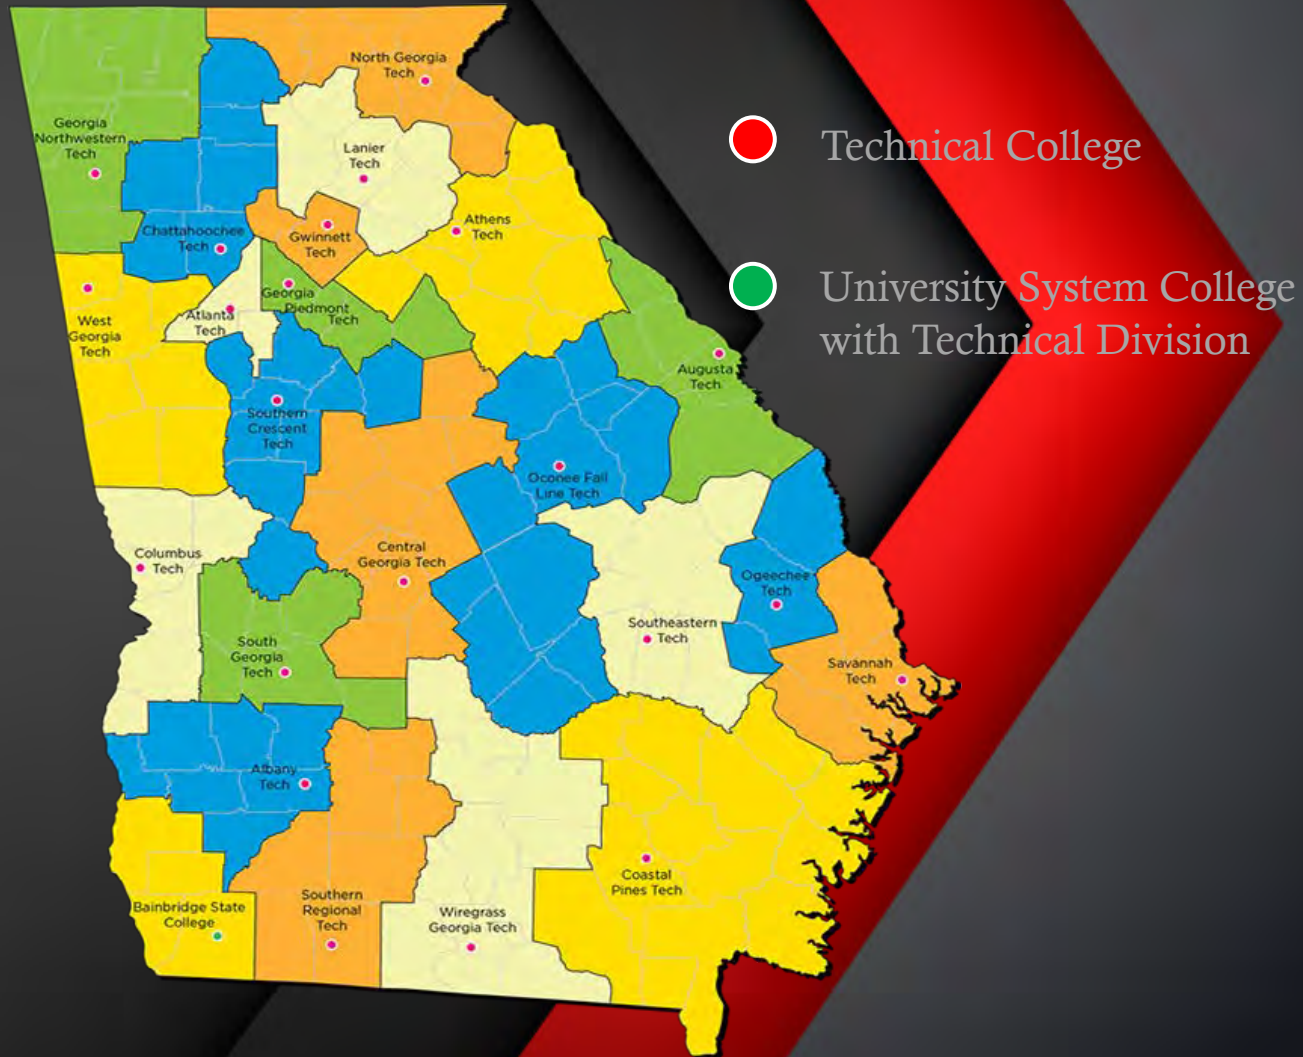 North Georgia
Tech
Georgia
Northwestern
Tech
Lanier
Tech
Technical College
Chattahoochee
Tech
Gwinnett
Tech
Athens
Tech
University System College
with Technical Division
West
Georgia
Tech
Atlanta
Tech
Georgia
Piedmont
Tech
Augusta
Tech
Southern
Crescent
Tech
Oconee Fall
Line Tech
Columbus
Tech
Central
Georgia Tech
Ogeechee
Tech
South
Georgia
Tech
Southeastern
Tech
Savannah
Tech
Albany
Tech
Coastal
Pines Tech
Bainbridge State
College
Southern
Regional
Tech
Wiregrass
Georgia Tech